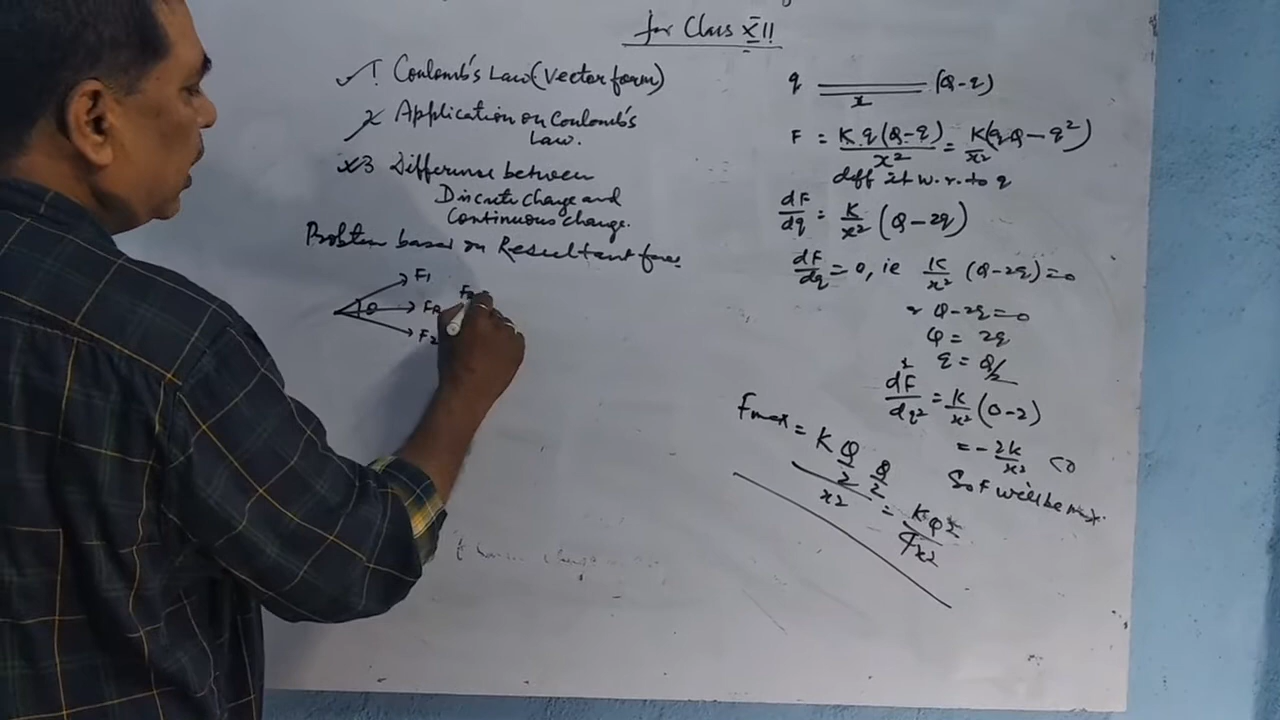 for Class XII
1. Coulomb's Law (Vector form)
2 Application on Coulomb's
Law.
3 Difference between
Discrete charge and
Continuous charge.
Problem based on Resultant force
F1
θ FR
F2
q x (Q-q)
F = K.q(Q-q)/x² = K/x²(qQ-q²)
diff it w.r.to q
dF/dq = K/x² (Q-2q)
dF/dq = 0, ie K/x² (Q-2q)=0
Q-2q=0
Q = 2q
q = Q/2
d²F/dq² = K/x² (0-2)
= -2K/x² <0
So F will be max.
Fmax = K Q/2 Q/2 / x² = KQ²/4x²